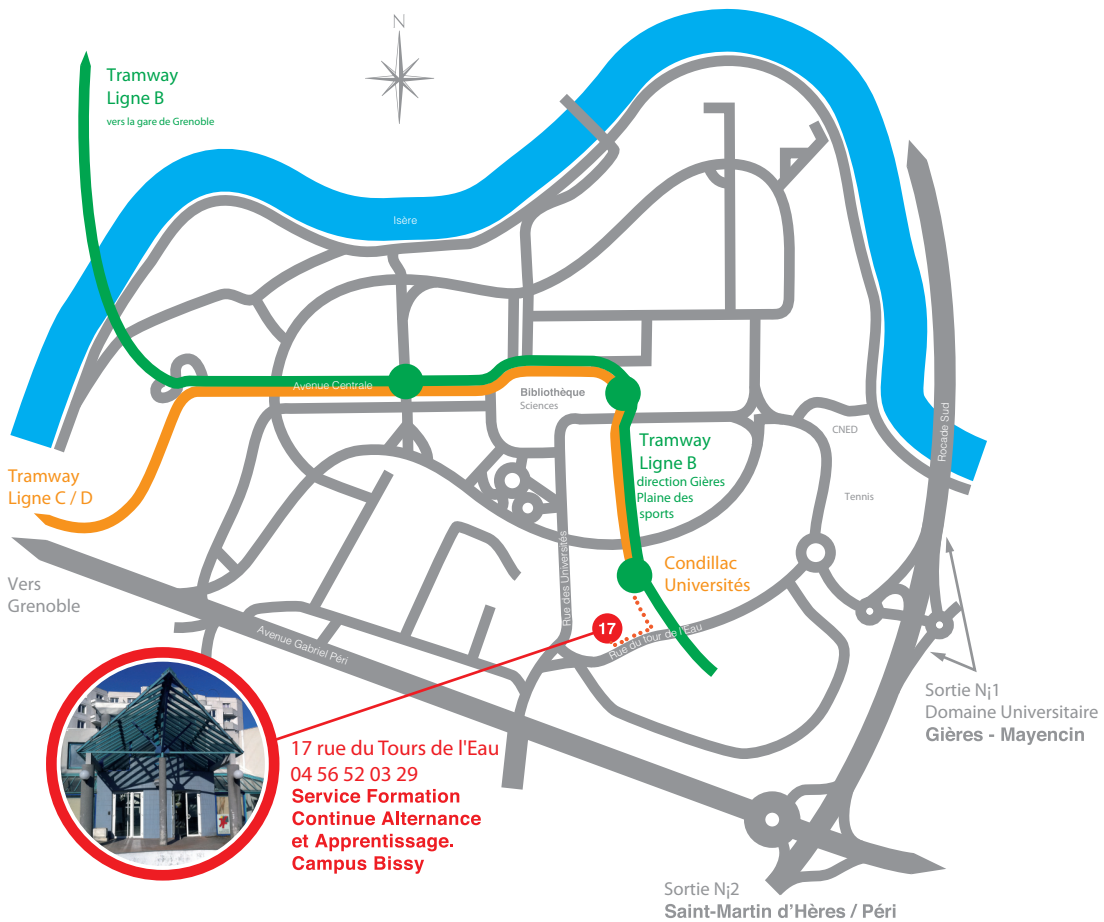 N
Tramway
Ligne B
vers la gare de Grenoble
Isère
Avenue Centrale
Bibliothèque
Sciences
Rocade Sud
CNED
Tramway
Ligne B
direction Gières
Plaine des
sports
Tennis
Tramway
Ligne C / D
Rue des Universités
Condillac
Universités
Vers
Grenoble
17
Rue du tour de l'Eau
Avenue Gabriel Péri
Sortie N¡1
Domaine Universitaire
Gières - Mayencin
17 rue du Tours de l'Eau
04 56 52 03 29
Service Formation
Continue Alternance
et Apprentissage.
Campus Bissy
Sortie N¡2
Saint-Martin d'Hères / Péri